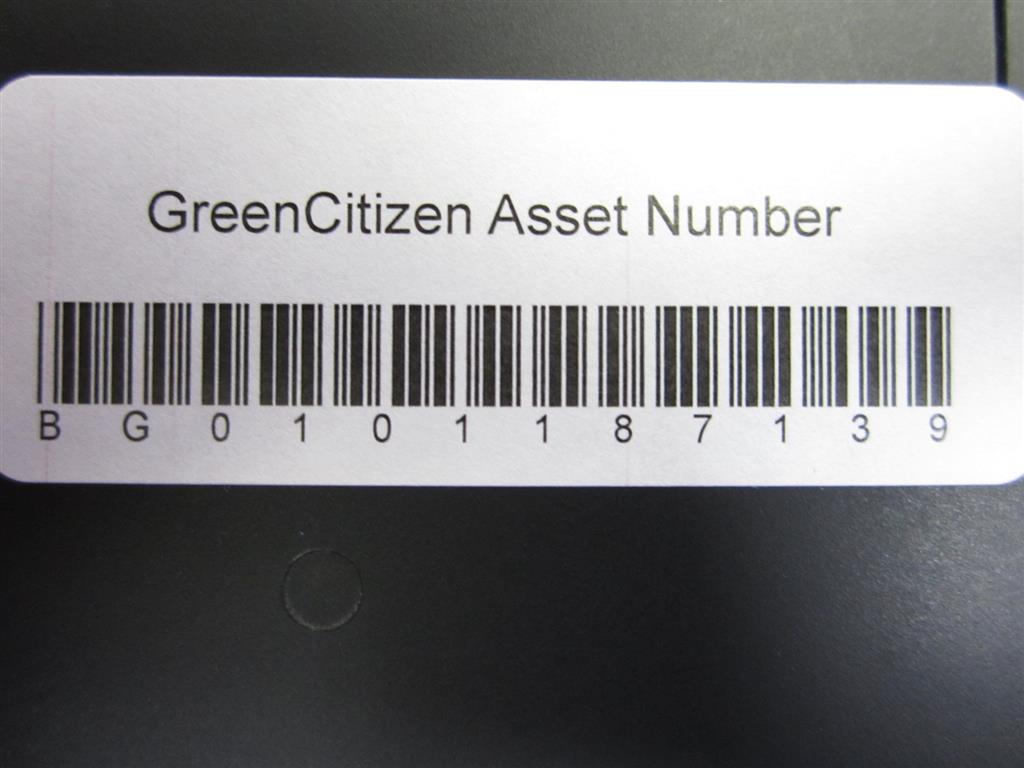 GreenCitizen Asset Number
B G 0 1 0 1 1 8 7 1 3 9